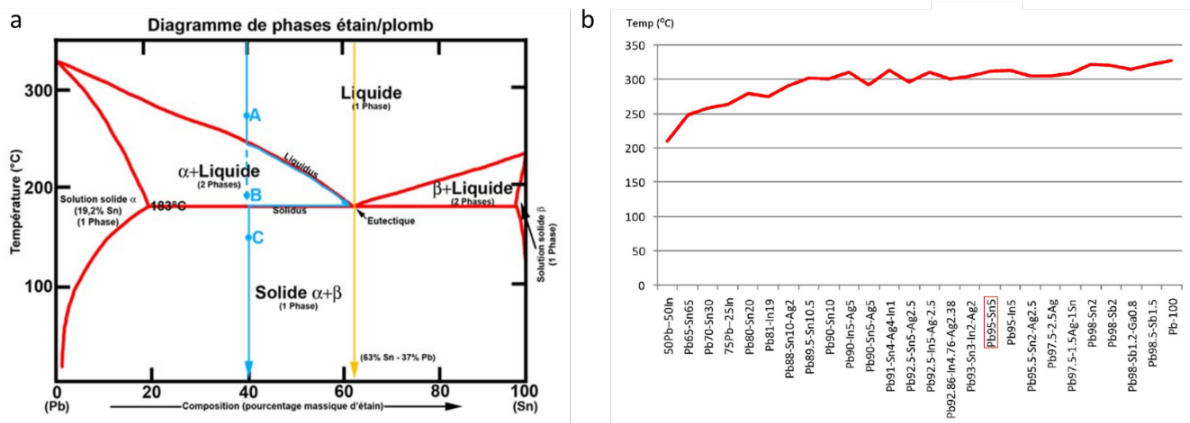 a
Diagramme de phases étain/plomb
Température (°C)
300
200
100
A
B
C
Liquide
(1 Phase)
α+Liquide
(2 Phases)
Liquidus
β+Liquide
(2 Phases)
Solution solide α
(19,2% Sn)
(1 Phase)
183°C
Solidus
Eutectique
Solution solide β
(1 Phase)
Solide α+β
(1 Phase)
(63% Sn - 37% Pb)
0
20
40
60
80
100
(Pb)
Composition (pourcentage massique d'étain)
(Sn)
b
Temp (°C)
350
300
250
200
150
100
50
0
50Pb--50In
Pb65-sn65
Pb70-Sn30
75Pb--25In
Pb80-Sn20
Pb81-In19
Pb88-Sn10-Ag2
Pb89.5-Sn10.5
Pb90-Sn10
Pb90-In5-Ag5
Pb90-Sn5-Ag5
Pb91-Sn4-Ag4-In1
Pb92.5-Sn5-Ag2.5
Pb92.5-In5-Ag-2.5
Pb92.86-In4.76-Ag2.38
Pb93-Sn3-In2-Ag2
Pb95-Sn5
Pb95-In5
Pb95.5-Sn2-Ag2.5
Pb97.5-2.5Ag
Pb97.5-1.5Ag-1Sn
Pb98-Sn2
Pb98-Sb2
Pb98-Sb1.2-Ga0.8
Pb98.5-Sb1.5
Pb-100